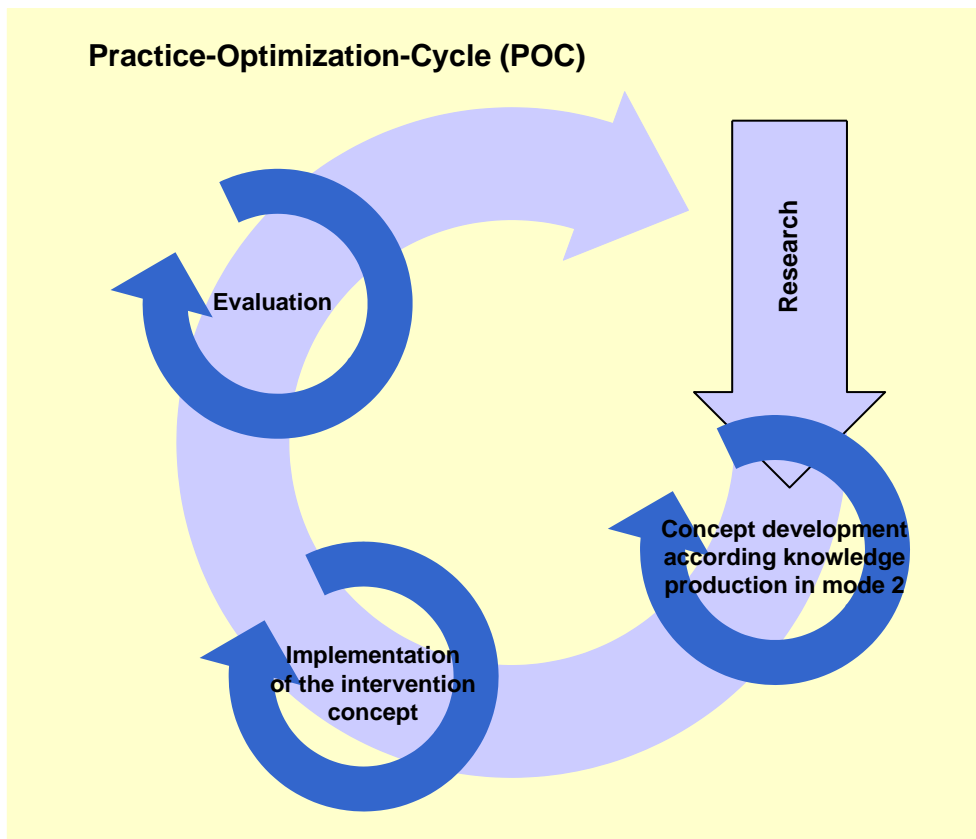 Practice-Optimization-Cycle (POC)
Research
Evaluation
Concept development
according knowledge
production in mode 2
Implementation
of the intervention
concept